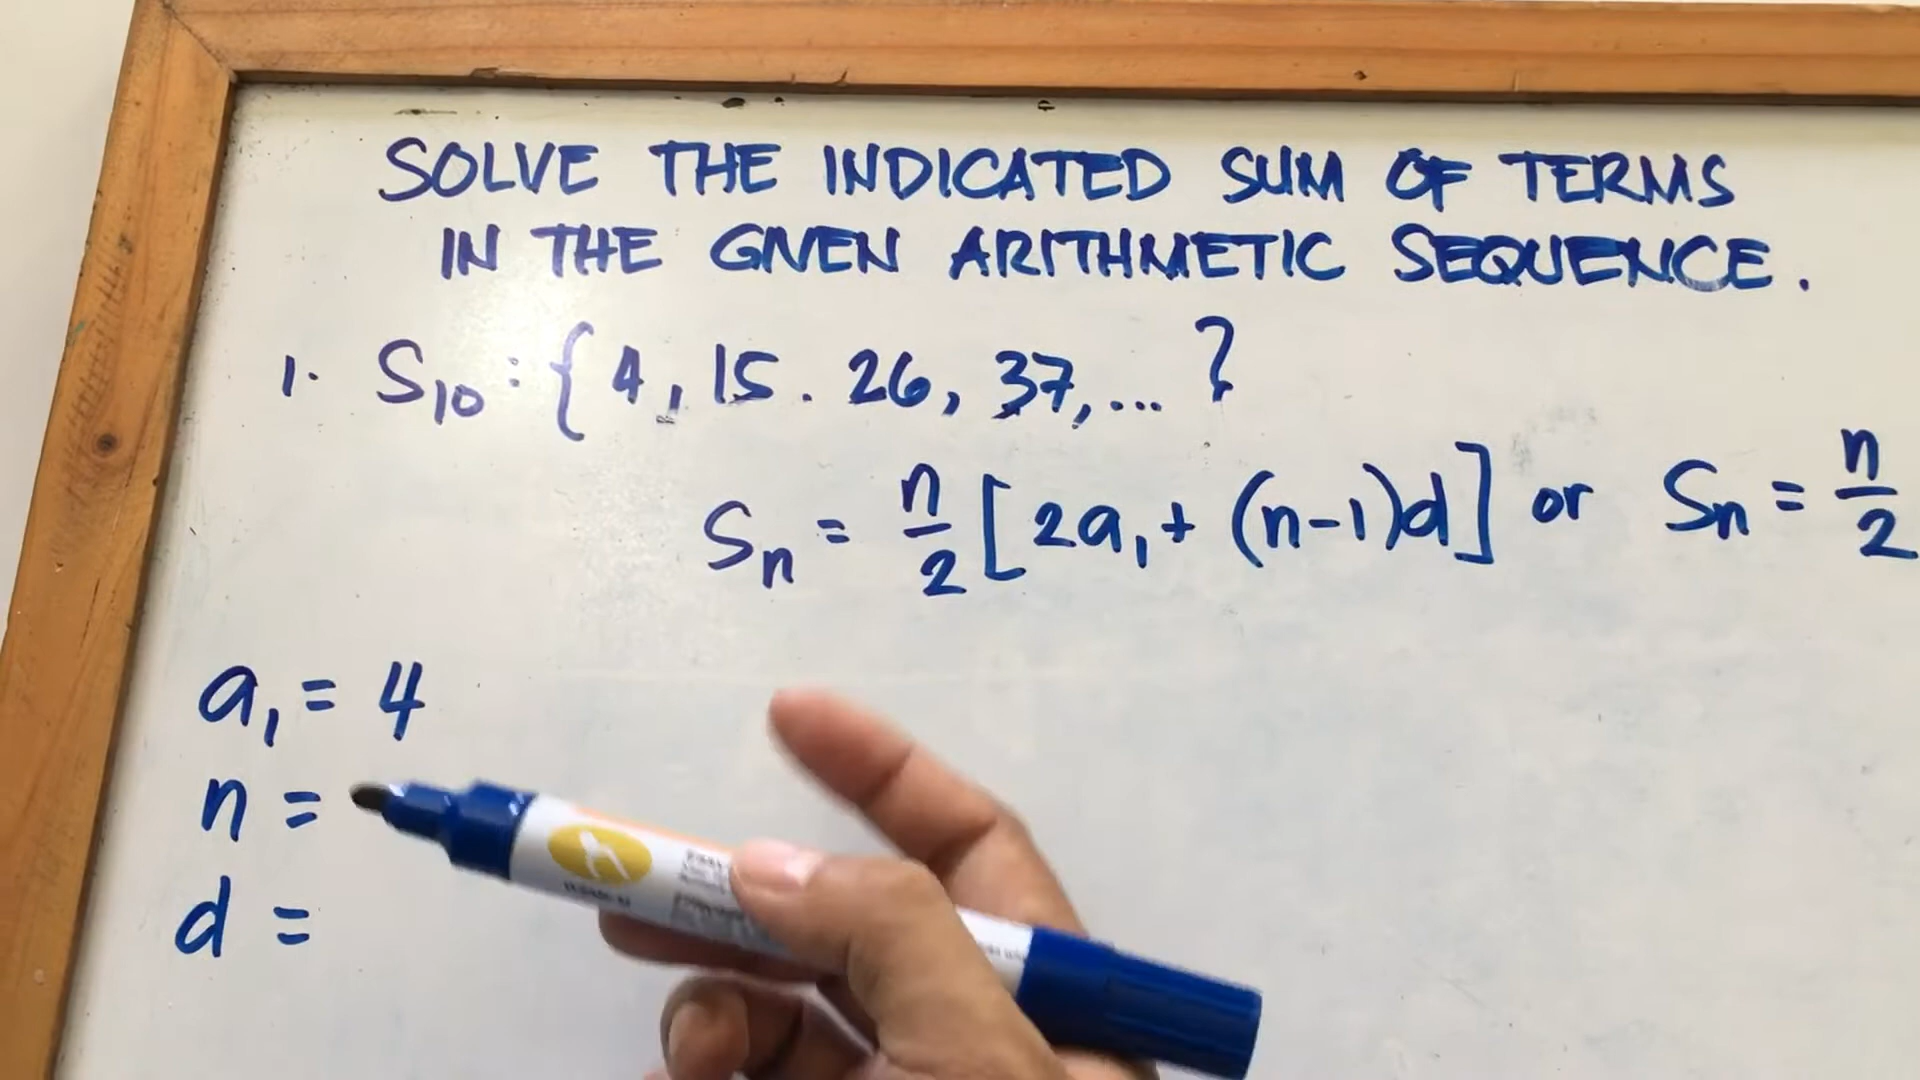 SOLVE THE INDICATED SUM OF TERMS
IN THE GIVEN ARITHMETIC SEQUENCE.
1. S₁₀ : { 4, 15. 26, 37, ... }
Sₙ = n/2 [2a₁ + (n-1)d] or Sₙ = n/2
a₁ = 4
n =
d =